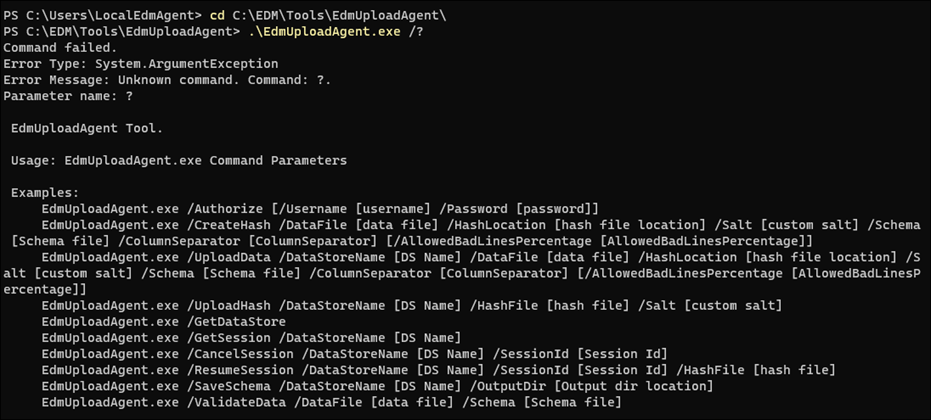 PS C:\Users\LocalEdmAgent> cd C:\EDM\Tools\EdmUploadAgent\
PS C:\EDM\Tools\EdmUploadAgent> .\EdmUploadAgent.exe /?
Command failed.
Error Type: System.ArgumentException
Error Message: Unknown command. Command: ?.
Parameter name: ?
EdmUploadAgent Tool.
Usage: EdmUploadAgent.exe Command Parameters
Examples:
EdmUploadAgent.exe /Authorize [/Username [username] /Password [password]]
EdmUploadAgent.exe /CreateHash /DataFile [data file] /HashLocation [hash file location] /Salt [custom salt] /Schema
[Schema file] /ColumnSeparator [ColumnSeparator] [/AllowedBadLinesPercentage [AllowedBadLinesPercentage]]
EdmUploadAgent.exe /UploadData /DataStoreName [DS Name] /DataFile [data file] /HashLocation [hash file location] /S
alt [custom salt] /Schema [Schema file] /ColumnSeparator [ColumnSeparator] [/AllowedBadLinesPercentage [AllowedBadLinesP
ercentage]]
EdmUploadAgent.exe /UploadHash /DataStoreName [DS Name] /HashFile [hash file] /Salt [custom salt]
EdmUploadAgent.exe /GetDataStore
EdmUploadAgent.exe /GetSession /DataStoreName [DS Name]
EdmUploadAgent.exe /CancelSession /DataStoreName [DS Name] /SessionId [Session Id]
EdmUploadAgent.exe /ResumeSession /DataStoreName [DS Name] /SessionId [Session Id] /HashFile [hash file]
EdmUploadAgent.exe /SaveSchema /DataStoreName [DS Name] /OutputDir [Output dir location]
EdmUploadAgent.exe /ValidateData /DataFile [data file] /Schema [Schema file]